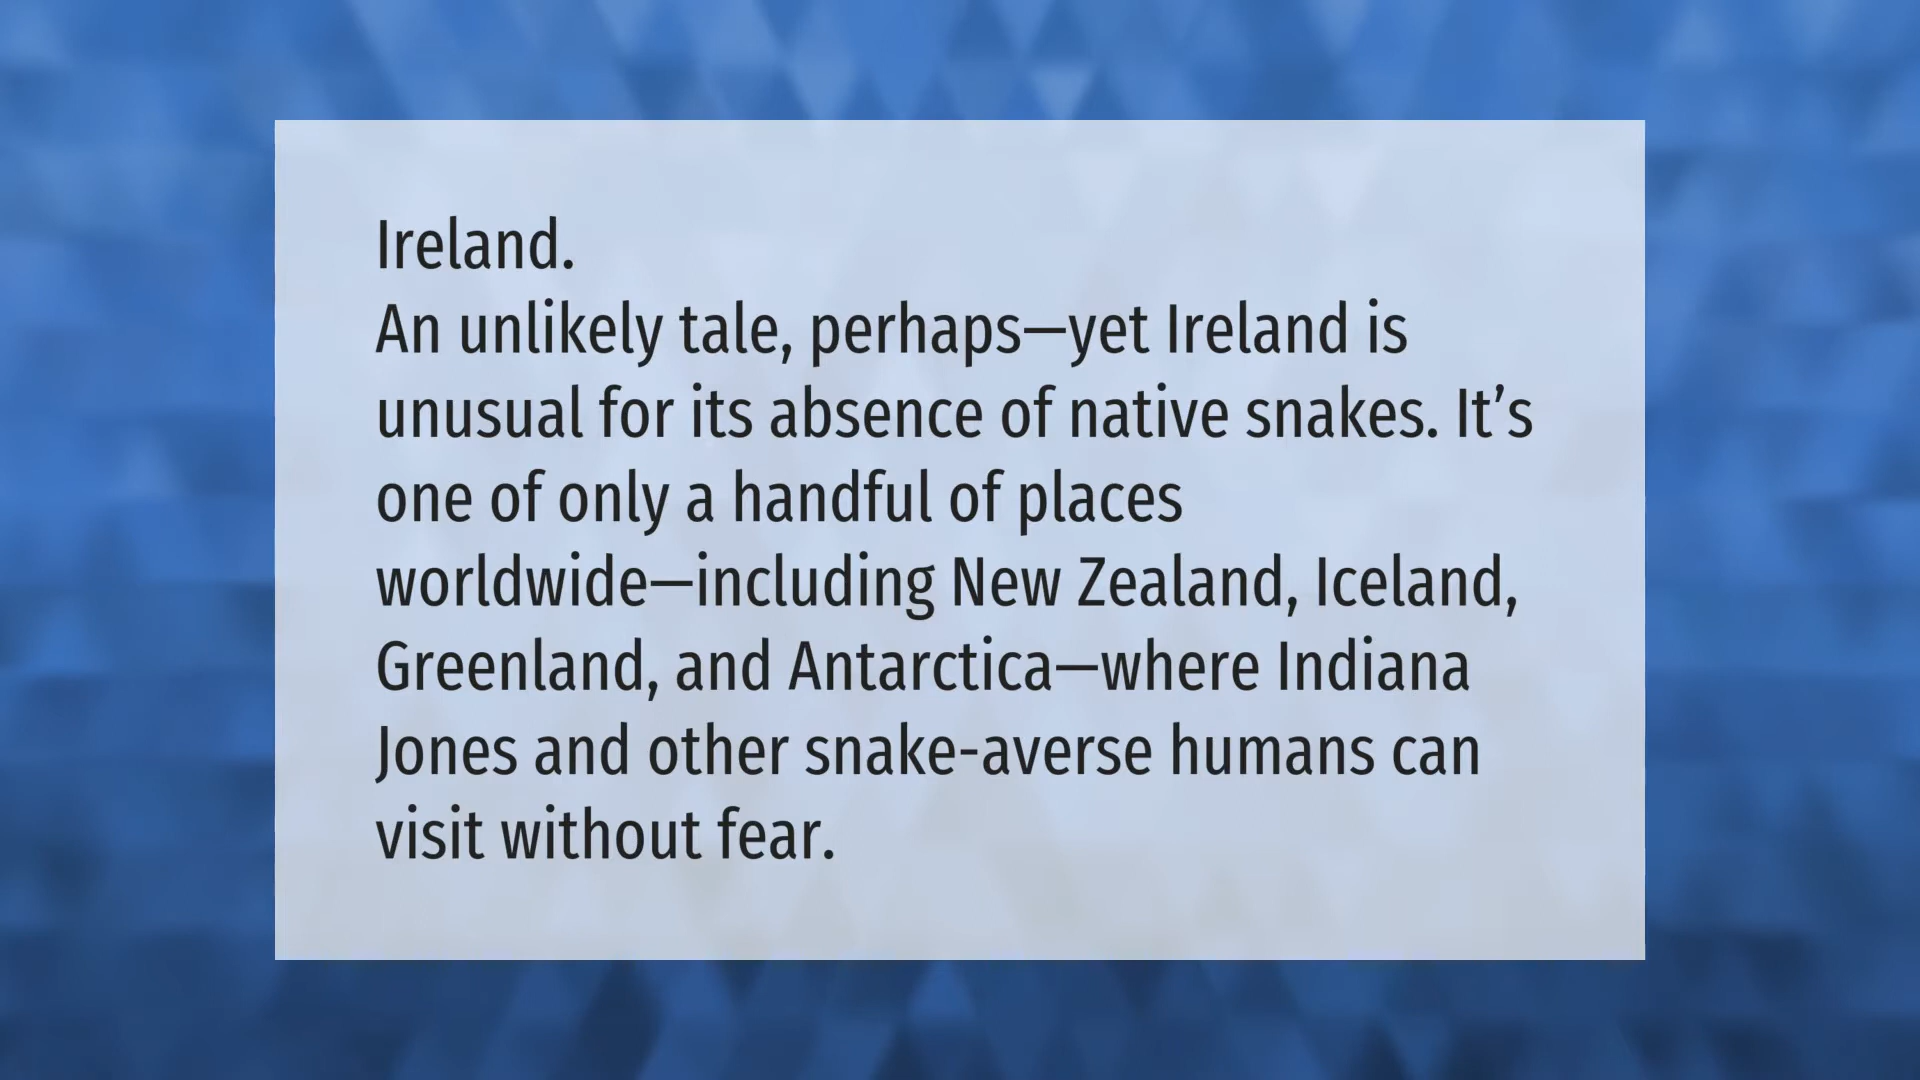 Ireland.
An unlikely tale, perhaps—yet Ireland is
unusual for its absence of native snakes. It’s
one of only a handful of places
worldwide—including New Zealand, Iceland,
Greenland, and Antarctica—where Indiana
Jones and other snake-averse humans can
visit without fear.